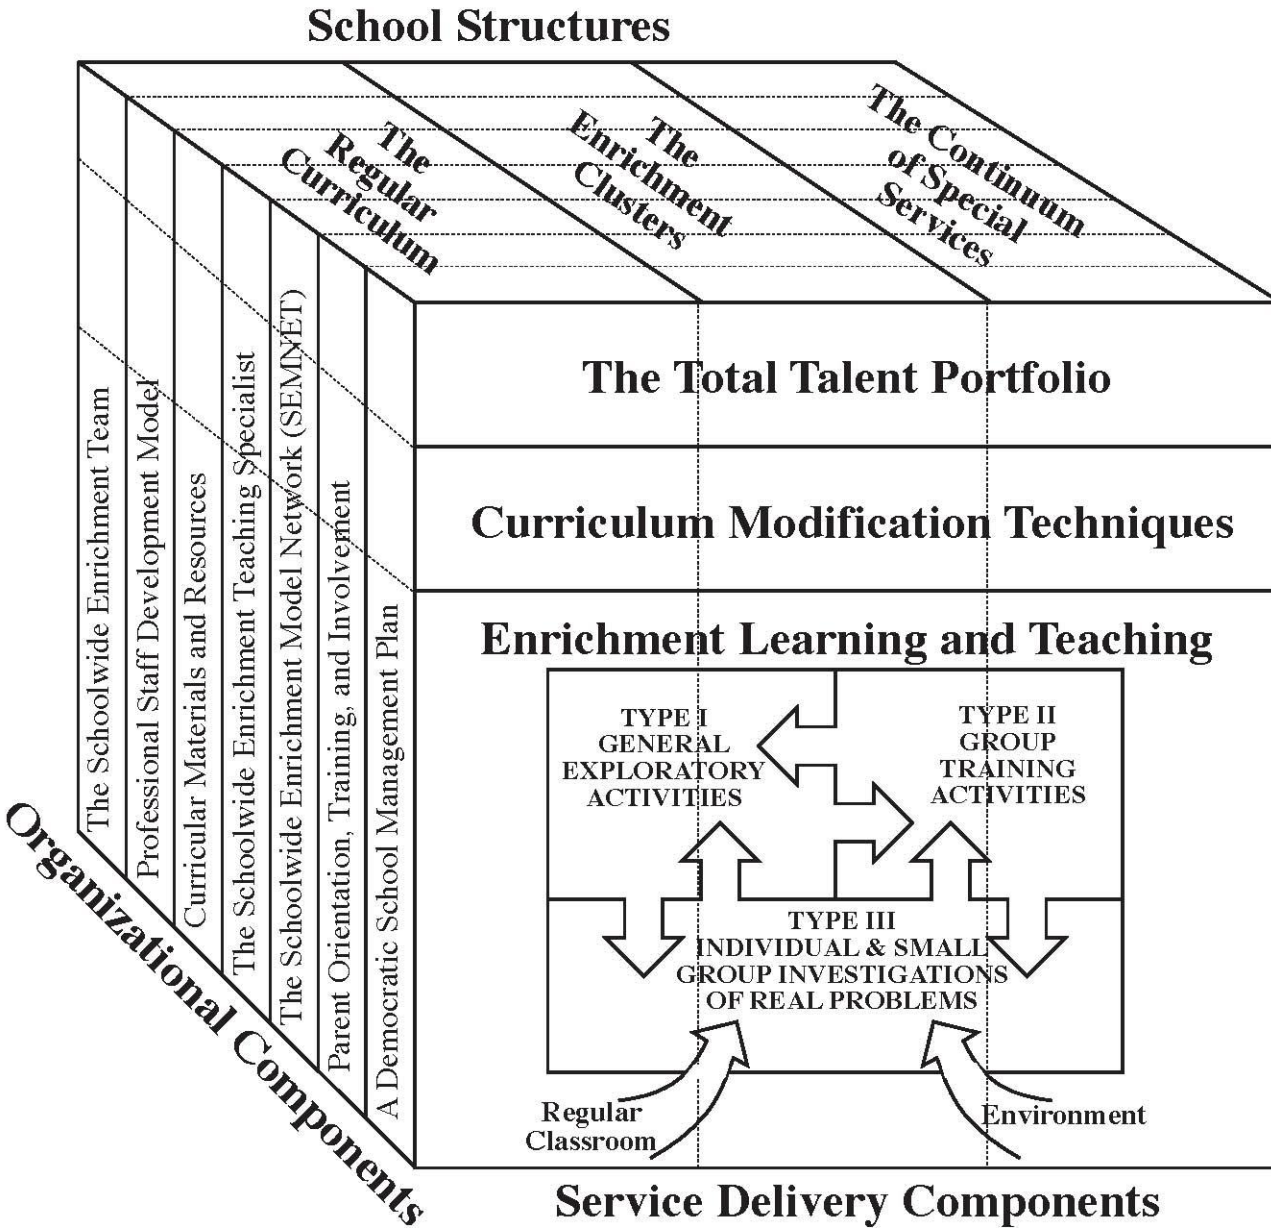 School Structures
The
Regular
Curriculum
The
Enrichment
Clusters
The Continuum
of Special
Services
The Schoolwide Enrichment Team
Professional Staff Development Model
Curricular Materials and Resources
The Schoolwide Enrichment Teaching Specialist
The Schoolwide Enrichment Model Network (SEMNET)
Parent Orientation, Training, and Involvement
A Democratic School Management Plan
Organizational Components
The Total Talent Portfolio
Curriculum Modification Techniques
Enrichment Learning and Teaching
TYPE I
GENERAL
EXPLORATORY
ACTIVITIES
TYPE II
GROUP
TRAINING
ACTIVITIES
TYPE III
INDIVIDUAL & SMALL
GROUP INVESTIGATIONS
OF REAL PROBLEMS
Regular
Classroom
Environment
Service Delivery Components